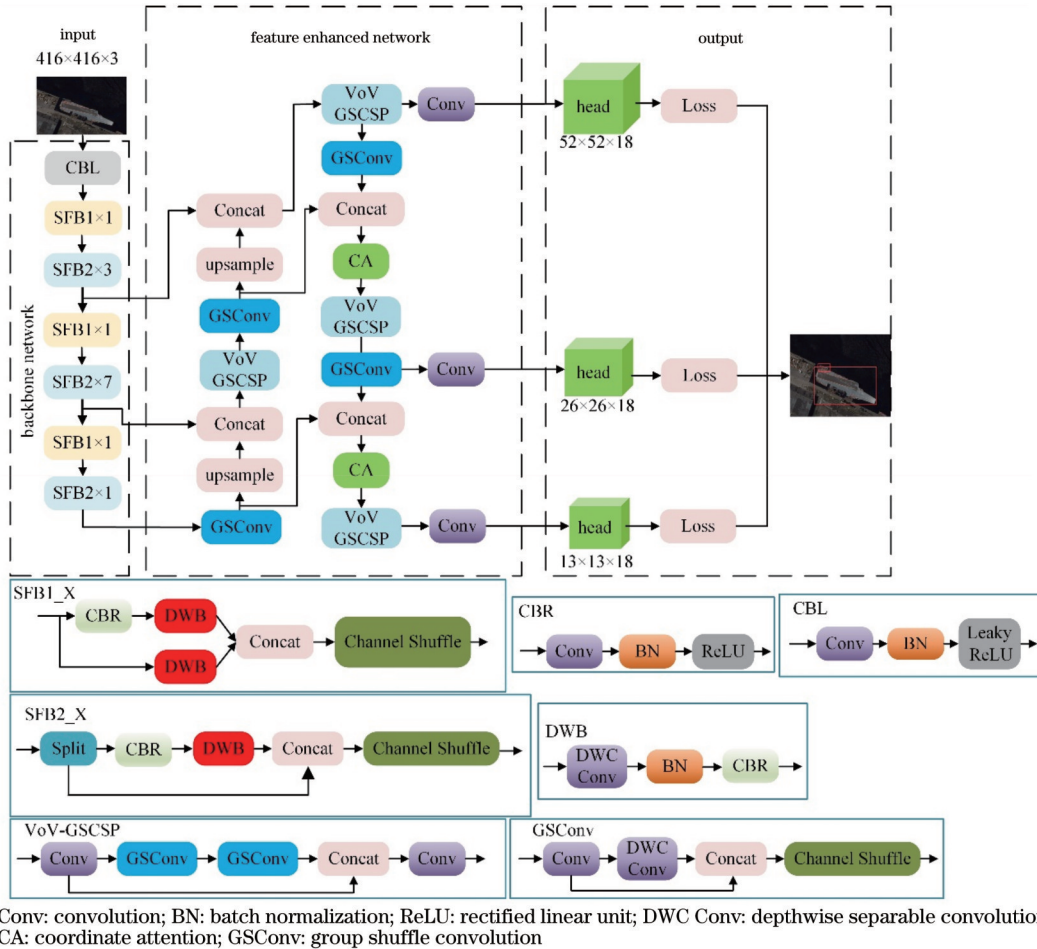 input
416×416×3
feature enhanced network
output
backbone network
CBL
SFB1×1
SFB2×3
SFB1×1
SFB2×7
SFB1×1
SFB2×1
Concat
upsample
GSConv
VoV
GSCSP
Concat
upsample
GSConv
VoV
GSCSP
Conv
GSConv
Concat
CA
VoV
GSCSP
GSConv
Conv
Concat
CA
VoV
GSCSP
Conv
head
52×52×18
Loss
head
26×26×18
Loss
head
13×13×18
Loss
SFB1_X
CBR
DWB
DWB
Concat
Channel Shuffle
CBR
Conv
BN
ReLU
CBL
Conv
BN
Leaky
ReLU
SFB2_X
Split
CBR
DWB
Concat
Channel Shuffle
DWB
DWC
Conv
BN
CBR
VoV-GSCSP
Conv
GSConv
GSConv
Concat
Conv
GSConv
Conv
DWC
Conv
Concat
Channel Shuffle
Conv: convolution; BN: batch normalization; ReLU: rectified linear unit; DWC Conv: depthwise separable convolution
CA: coordinate attention; GSConv: group shuffle convolution